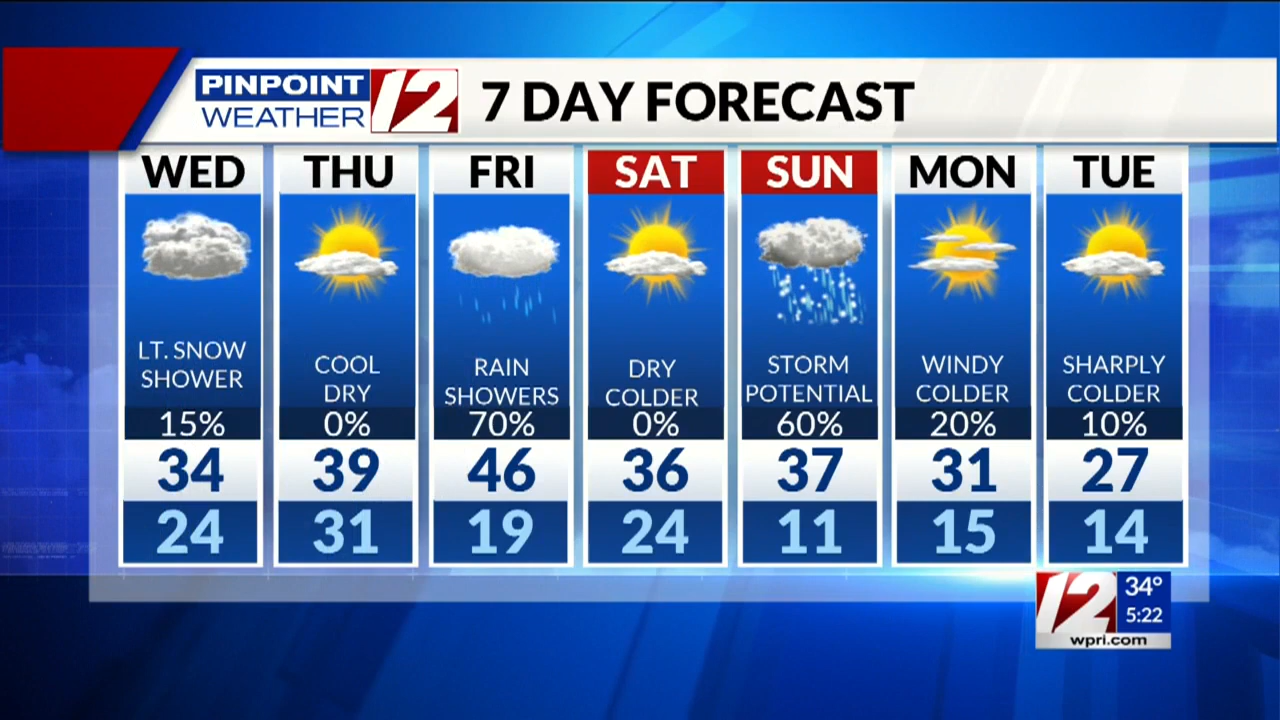 PINPOINT
WEATHER 12
7 DAY FORECAST
WED THU FRI SAT SUN MON TUE
LT. SNOW
SHOWER
15%
34
24
COOL
DRY
0%
39
31
RAIN
SHOWERS
70%
46
19
DRY
COLDER
0%
36
24
STORM
POTENTIAL
60%
37
11
WINDY
COLDER
20%
31
15
SHARPLY
COLDER
10%
27
14
12
34°
5:22
wpri.com